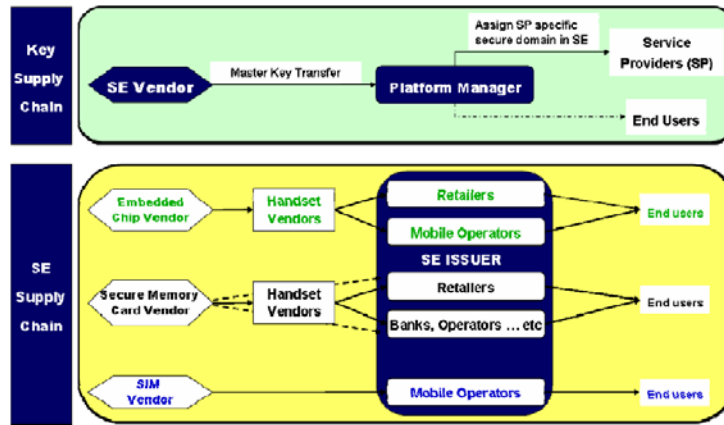 Key
Supply
Chain
SE Vendor
Master Key Transfer
Platform Manager
Assign SP specific
secure domain in SE
Service
Providers (SP)
End Users
SE
Supply
Chain
Embedded
Chip Vendor
Handset
Vendors
Retailers
Mobile Operators
End users
SE ISSUER
Secure Memory
Card Vendor
Handset
Vendors
Retailers
Banks, Operators ... etc
End users
SIM
Vendor
Mobile Operators
End users